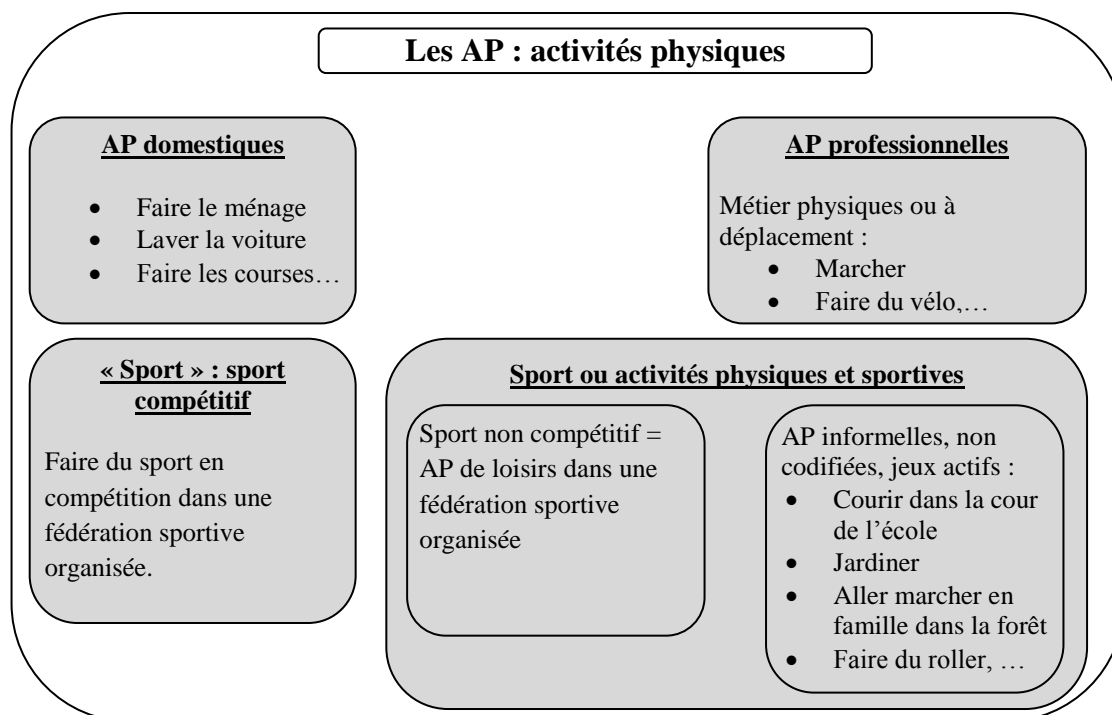 Les AP : activités physiques
AP domestiques
• Faire le ménage
• Laver la voiture
• Faire les courses…
AP professionnelles
Métier physiques ou à
déplacement :
• Marcher
• Faire du vélo,…
« Sport » : sport
compétitif
Faire du sport en
compétition dans une
fédération sportive
organisée.
Sport ou activités physiques et sportives
Sport non compétitif =
AP de loisirs dans une
fédération sportive
organisée
AP informelles, non
codifiées, jeux actifs :
• Courir dans la cour
de l’école
• Jardiner
• Aller marcher en
famille dans la forêt
• Faire du roller, …